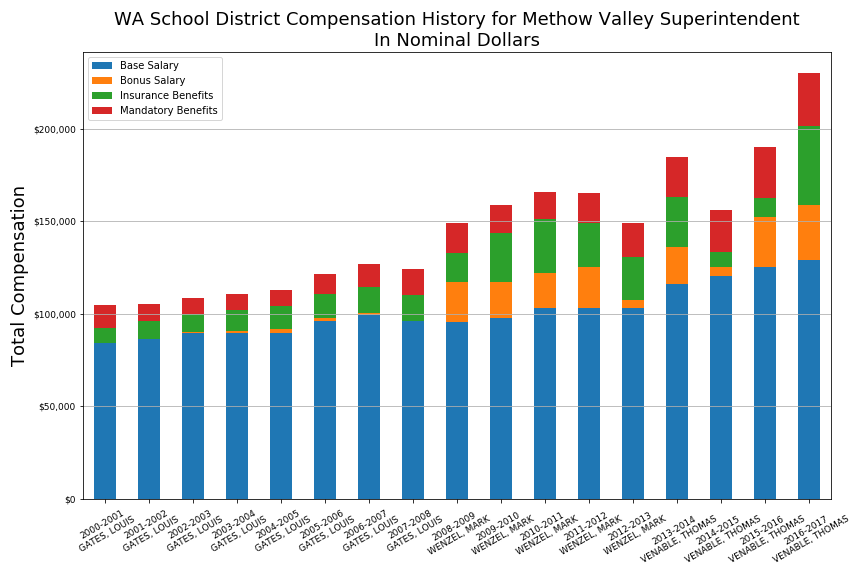 WA School District Compensation History for Methow Valley Superintendent
In Nominal Dollars
Base Salary
Bonus Salary
Insurance Benefits
Mandatory Benefits
Total Compensation
$200,000
$150,000
$100,000
$50,000
$0
2000-2001
GATES, LOUIS
2001-2002
GATES, LOUIS
2002-2003
GATES, LOUIS
2003-2004
GATES, LOUIS
2004-2005
GATES, LOUIS
2005-2006
GATES, LOUIS
2006-2007
GATES, LOUIS
2007-2008
GATES, LOUIS
2008-2009
WENZEL, MARK
2009-2010
WENZEL, MARK
2010-2011
WENZEL, MARK
2011-2012
WENZEL, MARK
2012-2013
WENZEL, MARK
2013-2014
VENABLE, THOMAS
2014-2015
VENABLE, THOMAS
2015-2016
VENABLE, THOMAS
2016-2017
VENABLE, THOMAS